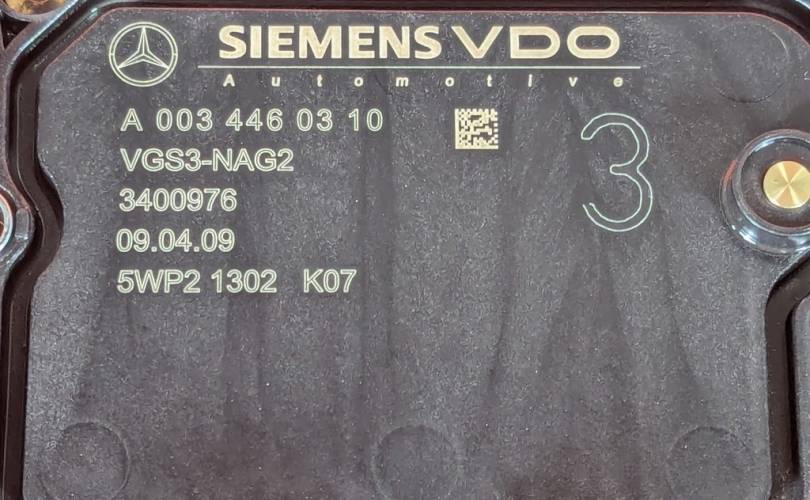 SIEMENS VDO
Automotive
A 003 446 03 10
VGS3-NAG2
3400976
09.04.09
5WP2 1302 K07
3